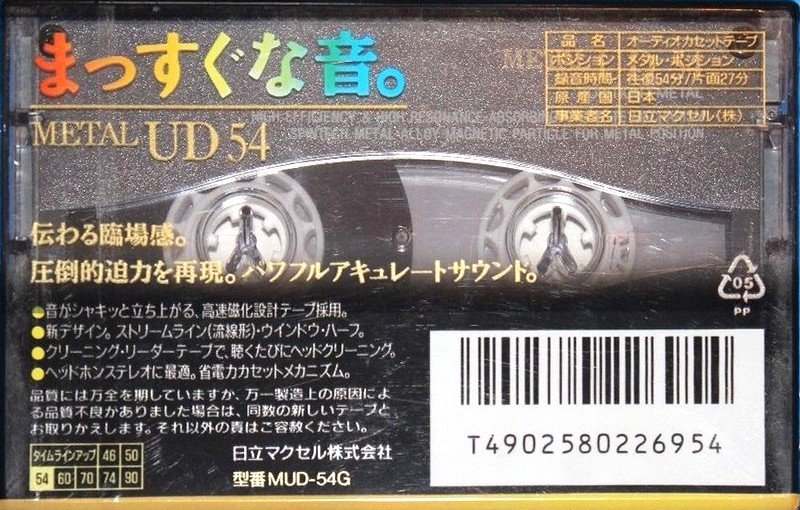 まっすぐな音。
品名 オーディオカセットテープ
ポジション メタル・ポジション
録音時間 往復54分/片面27分
原産国 日本
事業者名 日立マクセル(株)
METAL UD 54
HIGH EFFICIENCY & HIGH RESONANCE-ABSORB
METAL-ALLOY MAGNETIC PARTICLE FOR METAL POSITION
伝わる臨場感。
圧倒的迫力を再現。パワフルアキュレートサウンド。
05
PP
●音がシャキッと立ち上がる、高速磁化設計テープ採用。
●新デザイン。ストリームライン(流線形)・ウインドウ・ハーフ。
●クリーニング・リーダーテープで、聴くたびにヘッドクリーニング。
●ヘッドホンステレオに最適。省電力カセットメカニズム。
品質には万全を期していますが、万一製造上の原因によ
る品質不良がありました場合は、同数の新しいテープと
お取りかえします。それ以外の責はご容赦ください。
タイムラインアップ 46 50
54 60 70 74 90
日立マクセル株式会社
型番MUD-54G
T4902580226954